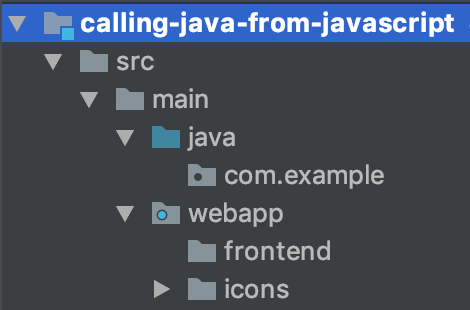 calling-java-from-javascript
src
main
java
com.example
webapp
frontend
icons